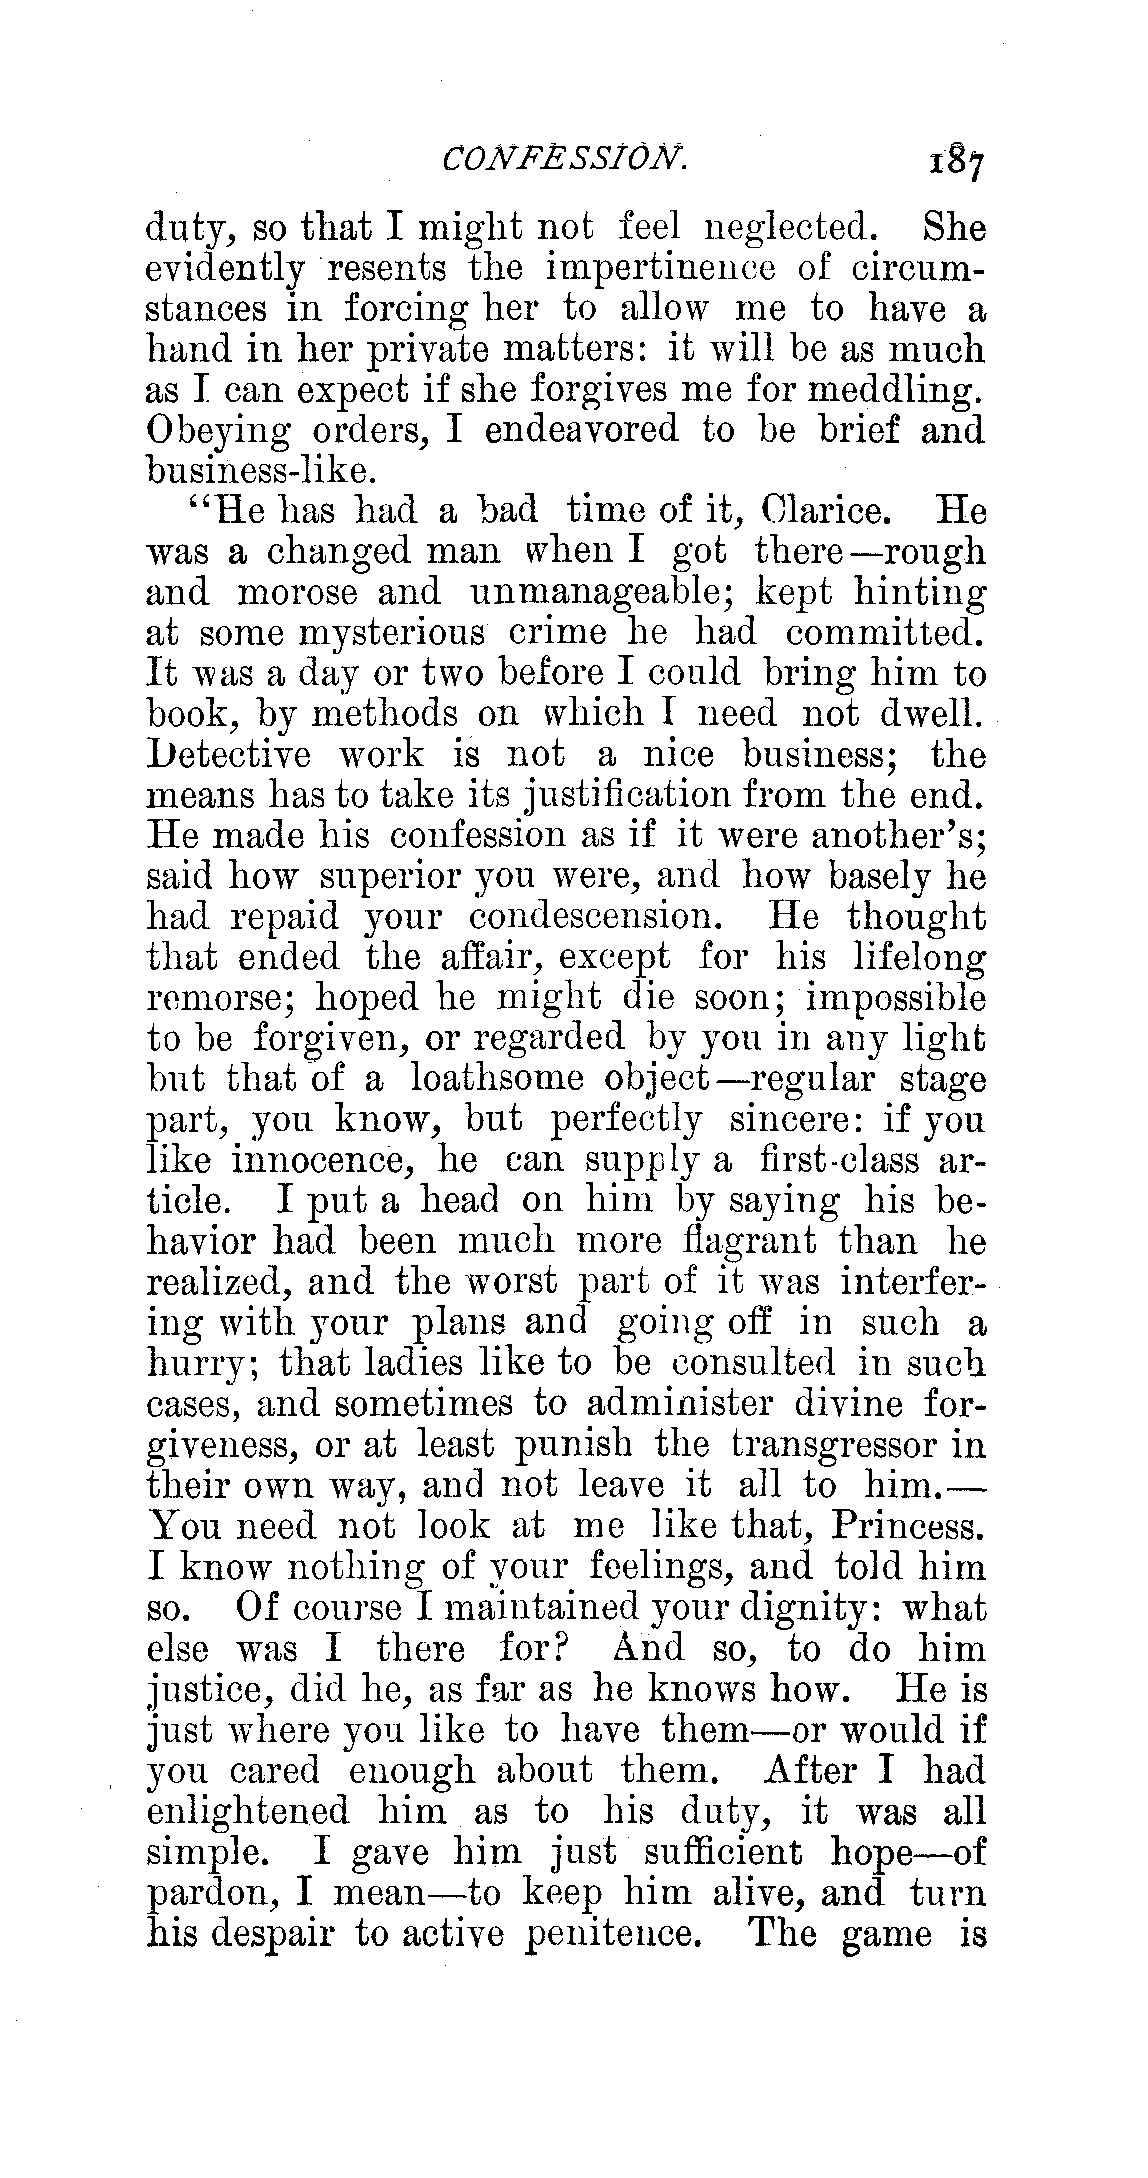 CONFESSION. 187
duty, so that I might not feel neglected. She
evidently resents the impertinence of circum-
stances in forcing her to allow me to have a
hand in her private matters: it will be as much
as I can expect if she forgives me for meddling.
Obeying orders, I endeavored to be brief and
business-like.
“He has had a bad time of it, Clarice. He
was a changed man when I got there—rough
and morose and unmanageable; kept hinting
at some mysterious crime he had committed.
It was a day or two before I could bring him to
book, by methods on which I need not dwell.
Detective work is not a nice business; the
means has to take its justification from the end.
He made his confession as if it were another’s;
said how superior you were, and how basely he
had repaid your condescension. He thought
that ended the affair, except for his lifelong
remorse; hoped he might die soon; impossible
to be forgiven, or regarded by you in any light
but that of a loathsome object—regular stage
part, you know, but perfectly sincere: if you
like innocence, he can supply a first-class ar-
ticle. I put a head on him by saying his be-
havior had been much more flagrant than he
realized, and the worst part of it was interfer-
ing with your plans and going off in such a
hurry; that ladies like to be consulted in such
cases, and sometimes to administer divine for-
giveness, or at least punish the transgressor in
their own way, and not leave it all to him.—
You need not look at me like that, Princess.
I know nothing of your feelings, and told him
so. Of course I maintained your dignity: what
else was I there for? And so, to do him
justice, did he, as far as he knows how. He is
just where you like to have them—or would if
you cared enough about them. After I had
enlightened him as to his duty, it was all
simple. I gave him just sufficient hope—of
pardon, I mean—to keep him alive, and turn
his despair to active penitence. The game is